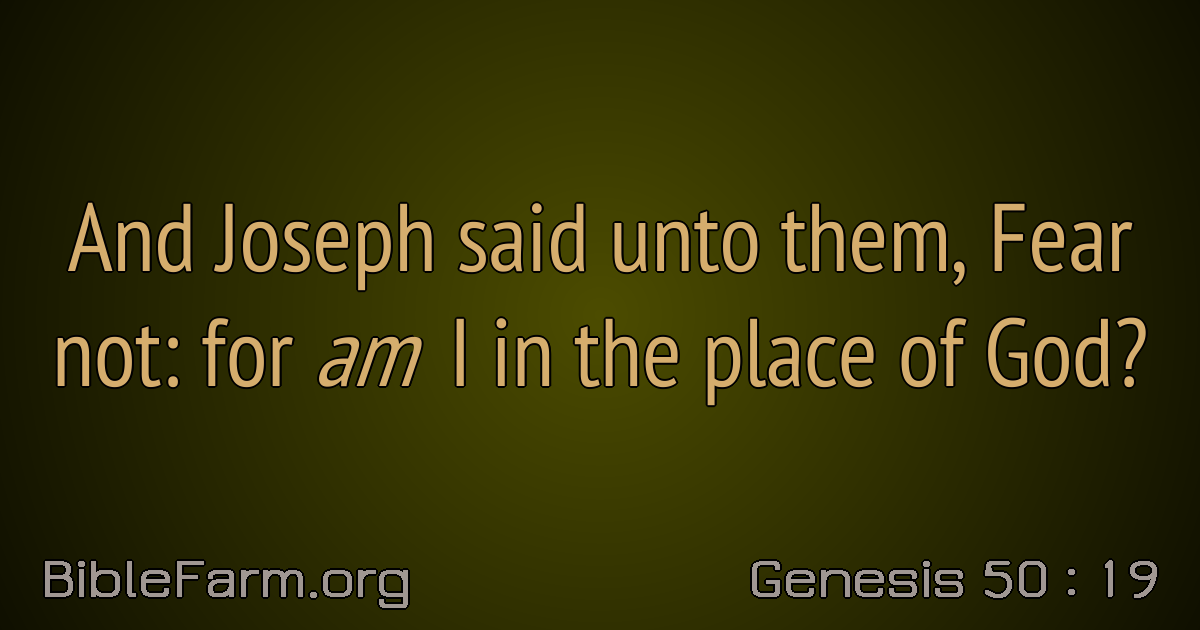 And Joseph said unto them, Fear
not: for am I in the place of God?
BibleFarm.org
Genesis 50 : 19